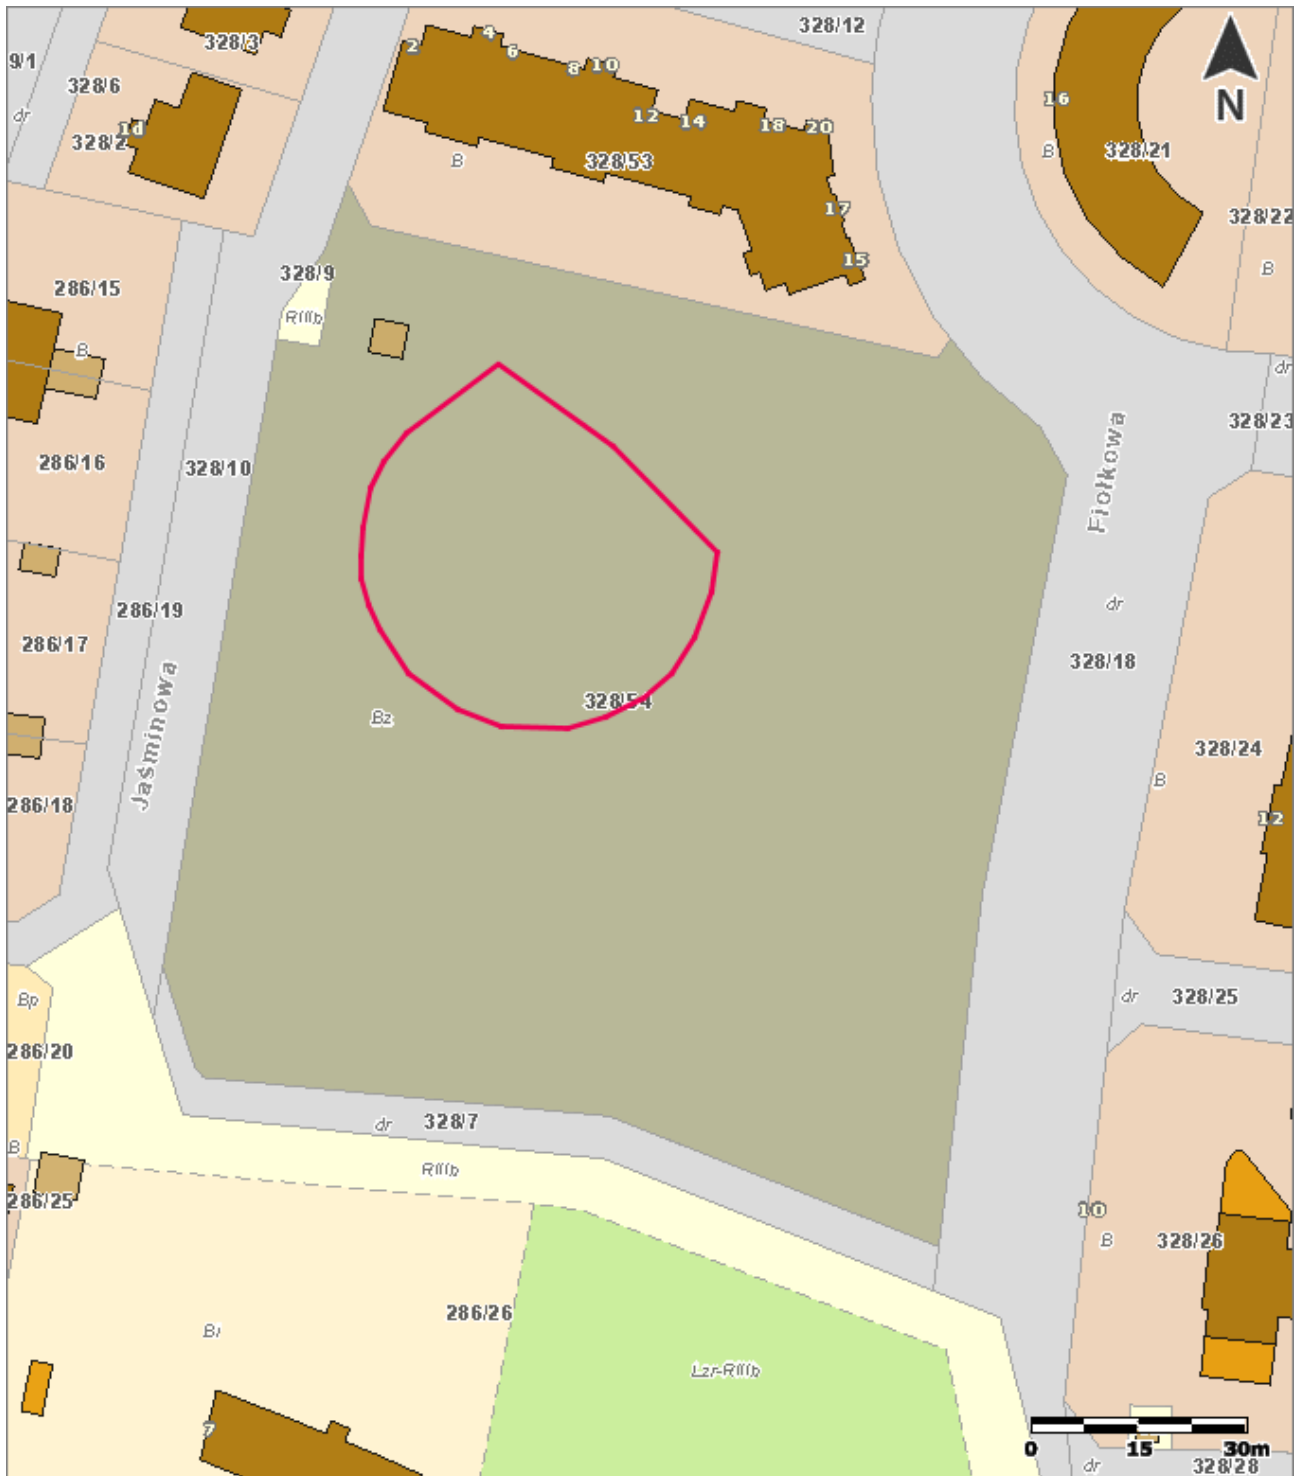 328/12
328/3
4
2
6
9/1
8
10
328/6
16
N
dr
12
14
18
20
1d
328/2
B
328/53
B
328/21
17
328/22
15
B
328/9
286/15
RIIIb
B
dr
328/23
286/16
328/10
Fiołkowa
286/19
dr
286/17
328/18
328/54
Bz
Jaśminowa
328/24
B
286/18
12
Bp
dr
328/25
286/20
dr
328/7
B
RIIIb
286/25
10
B
328/26
286/26
Bi
Lzr-RIIIb
7
0 15 30m
dr
328/28